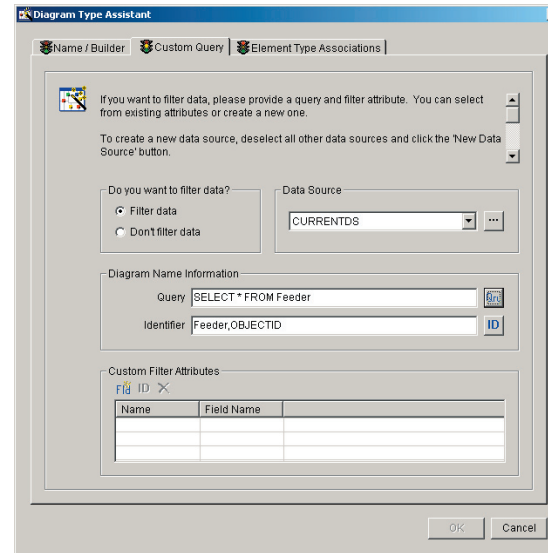 Diagram Type Assistant
Name / Builder
Custom Query
Element Type Associations
If you want to filter data, please provide a query and filter attribute. You can select
from existing attributes or create a new one.
To create a new data source, deselect all other data sources and click the 'New Data
Source' button.
Do you want to filter data?
Data Source
Filter data
Don't filter data
CURRENTDS
...
Diagram Name Information
Query SELECT * FROM Feeder
Identifier Feeder,OBJECTID
ID
Custom Filter Attributes
Fld ID
Name Field Name
OK Cancel